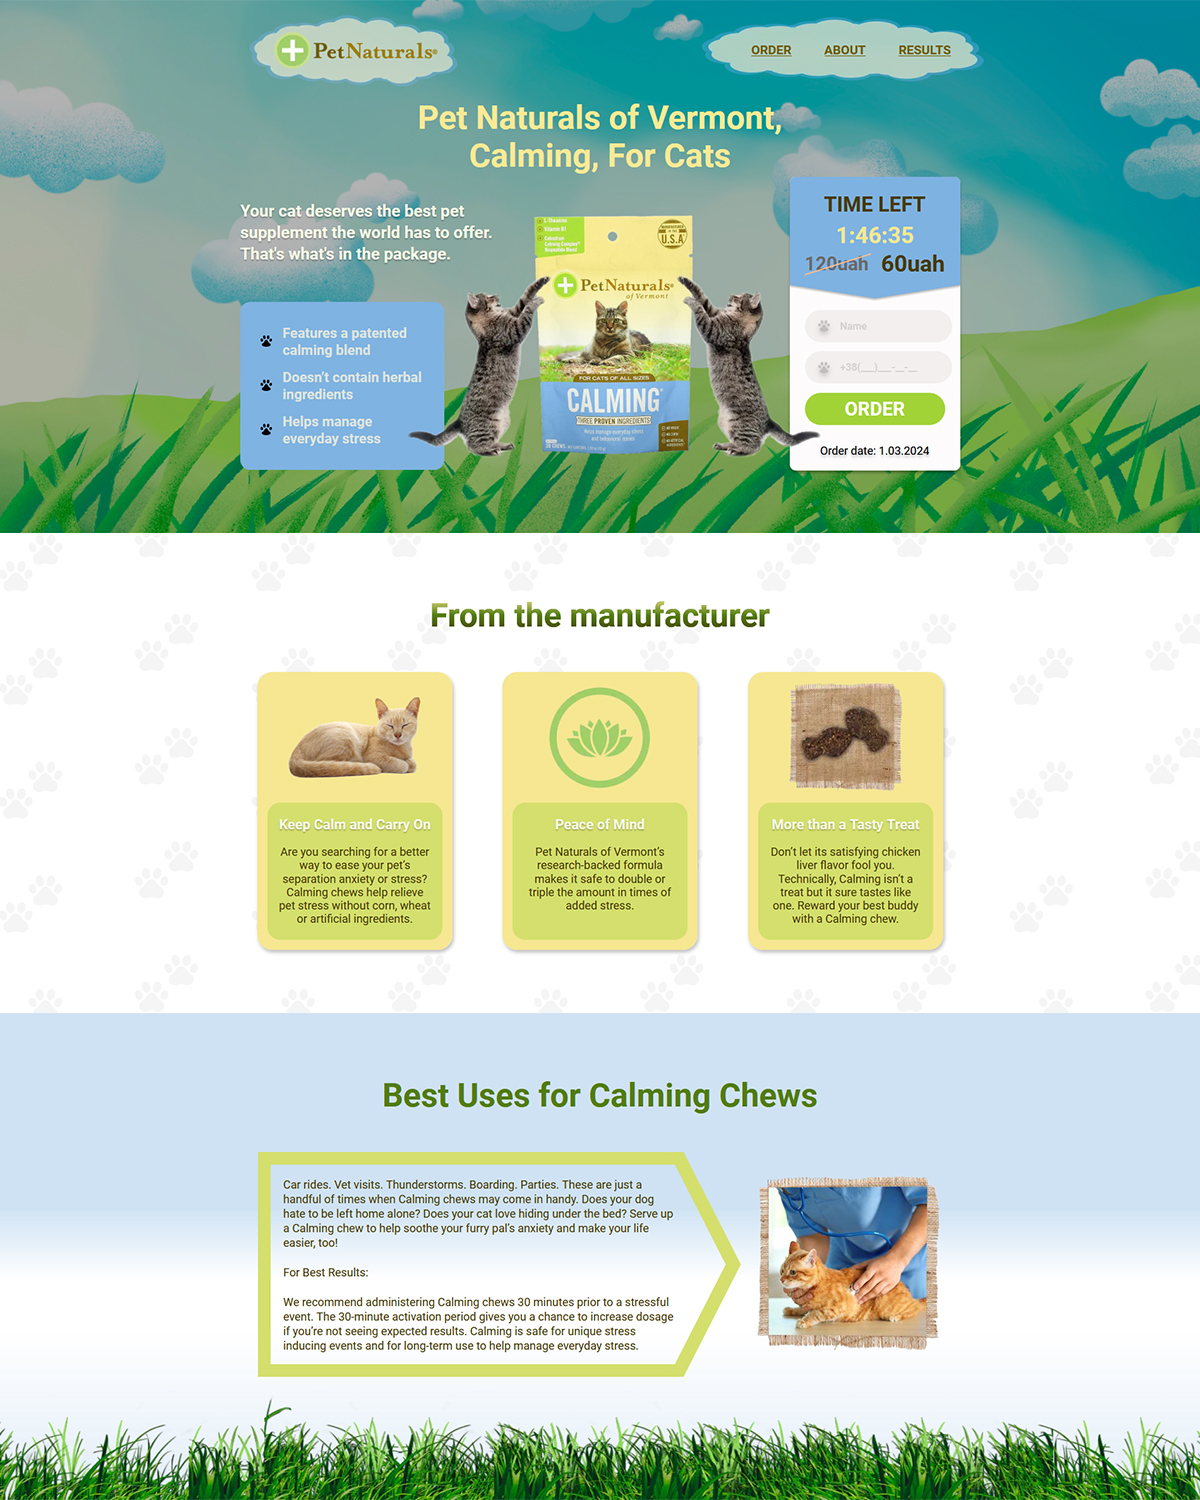 PetNaturals®
ORDER
ABOUT
RESULTS
Pet Naturals of Vermont,
Calming, For Cats
Your cat deserves the best pet
supplement the world has to offer.
That's what's in the package.
Features a patented
calming blend
Doesn't contain herbal
ingredients
Helps manage
everyday stress
L-Theanine
Vitamin B1
Colostrum
Calming Complex®
U.S.A
PetNaturals®
of Vermont
FOR CATS OF ALL SIZES
CALMING
THREE PROVEN INGREDIENTS
Helps manage everyday stress
and behavioral issues
TIME LEFT
1:46:35
120uah 60uah
Name
+38(__)__-_-_
ORDER
Order date: 1.03.2024
From the manufacturer
Keep Calm and Carry On
Are you searching for a better
way to ease your pet's
separation anxiety or stress?
Calming chews help relieve
pet stress without corn, wheat
or artificial ingredients.
Peace of Mind
Pet Naturals of Vermont's
research-backed formula
makes it safe to double or
triple the amount in times of
added stress.
More than a Tasty Treat
Don't let its satisfying chicken
liver flavor fool you.
Technically, Calming isn't a
treat but it sure tastes like
one. Reward your best buddy
with a Calming chew.
Best Uses for Calming Chews
Car rides. Vet visits. Thunderstorms. Boarding. Parties. These are just a
handful of times when Calming chews may come in handy. Does your dog
hate to be left home alone? Does your cat love hiding under the bed? Serve up
a Calming chew to help soothe your furry pal's anxiety and make your life
easier, too!
For Best Results:
We recommend administering Calming chews 30 minutes prior to a stressful
event. The 30-minute activation period gives you a chance to increase dosage
if you're not seeing expected results. Calming is safe for unique stress
inducing events and for long-term use to help manage everyday stress.